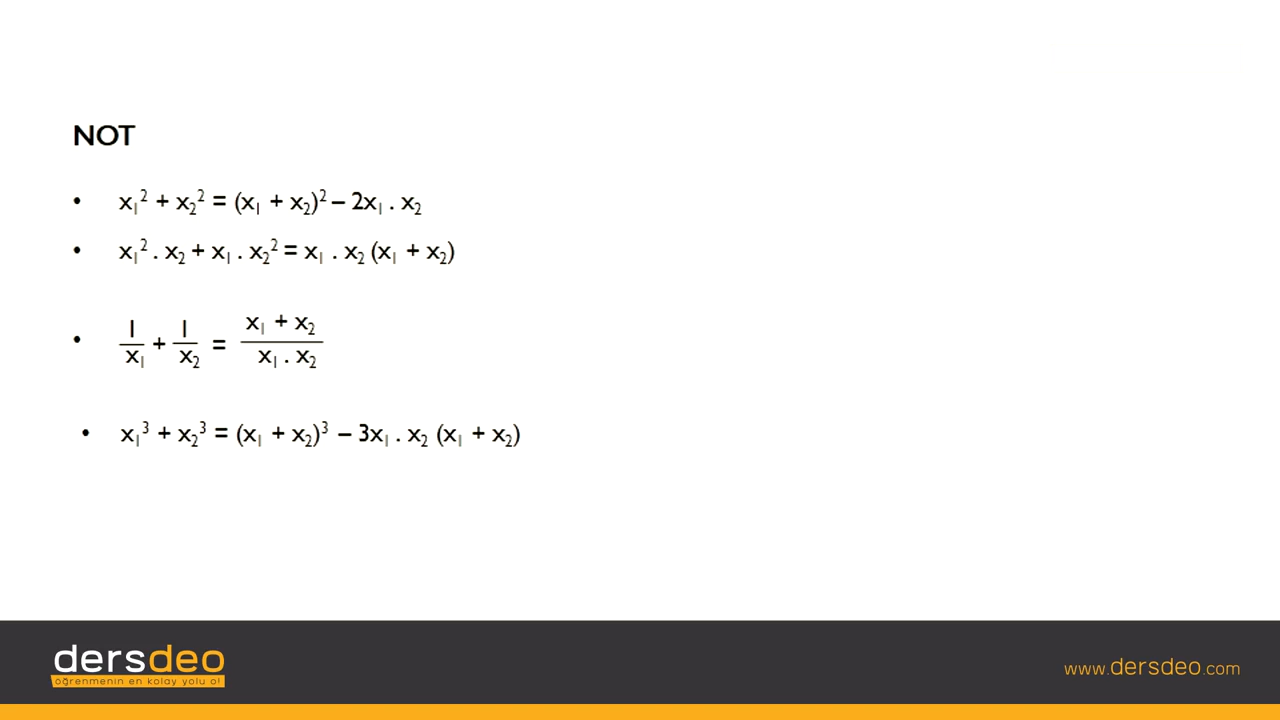 NOT
• x₁² + x₂² = (x₁ + x₂)² – 2x₁ . x₂
• x₁² . x₂ + x₁ . x₂² = x₁ . x₂ (x₁ + x₂)
• 1/x₁ + 1/x₂ = (x₁ + x₂)/(x₁ . x₂)
• x₁³ + x₂³ = (x₁ + x₂)³ – 3x₁ . x₂ (x₁ + x₂)
dersdeo
öğrenmenin en kolay yolu o!
www.dersdeo.com